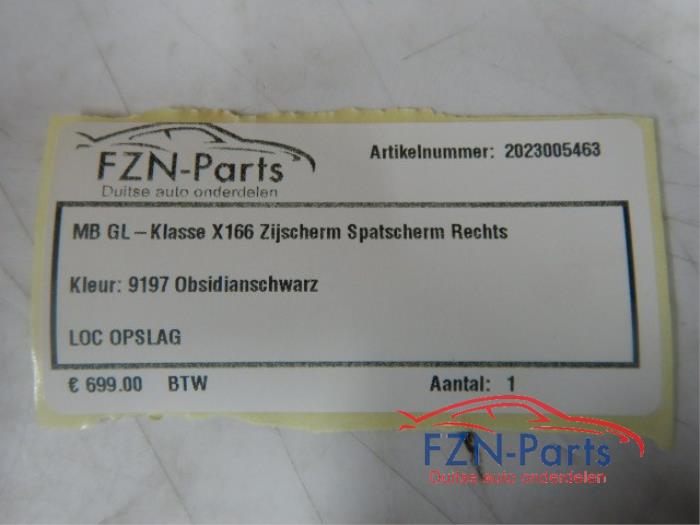 FZN-Parts
Duitse auto onderdelen
Artikelnummer: 2023005463
MB GL-Klasse X166 Zijscherm Spatscherm Rechts
Kleur: 9197 Obsidianschwarz
LOC OPSLAG
€ 699.00 BTW Aantal: 1
FZN-Parts
Duitse auto onderdelen